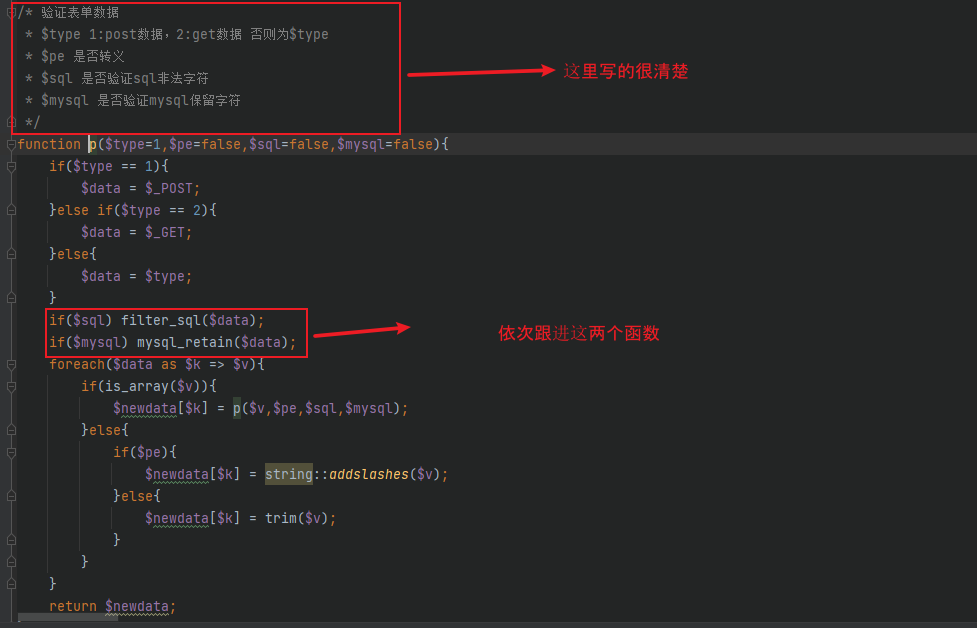 /* 验证表单数据
* $type 1:post数据，2:get数据 否则为$type
* $pe 是否转义
* $sql 是否验证sql非法字符
* $mysql 是否验证mysql保留字符
*/
这里写的很清楚
function p($type=1,$pe=false,$sql=false,$mysql=false){
if($type == 1){
$data = $_POST;
}else if($type == 2){
$data = $_GET;
}else{
$data = $type;
}
if($sql) filter_sql($data);
if($mysql) mysql_retain($data);
依次跟进这两个函数
foreach($data as $k => $v){
if(is_array($v)){
$newdata[$k] = p($v,$pe,$sql,$mysql);
}else{
if($pe){
$newdata[$k] = string::addslashes($v);
}else{
$newdata[$k] = trim($v);
}
}
}
return $newdata;